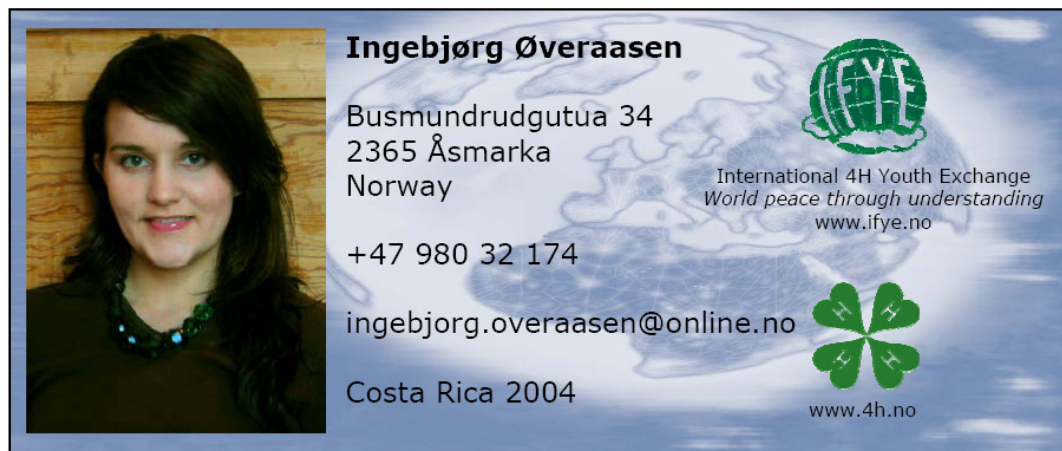 Ingebjørg Øveraasen
Busmundrudgutua 34
2365 Åsmarka
Norway
+47 980 32 174
ingebjorg.overaasen@online.no
Costa Rica 2004
IFYE
International 4H Youth Exchange
World peace through understanding
www.ifye.no
H H
H H
www.4h.no